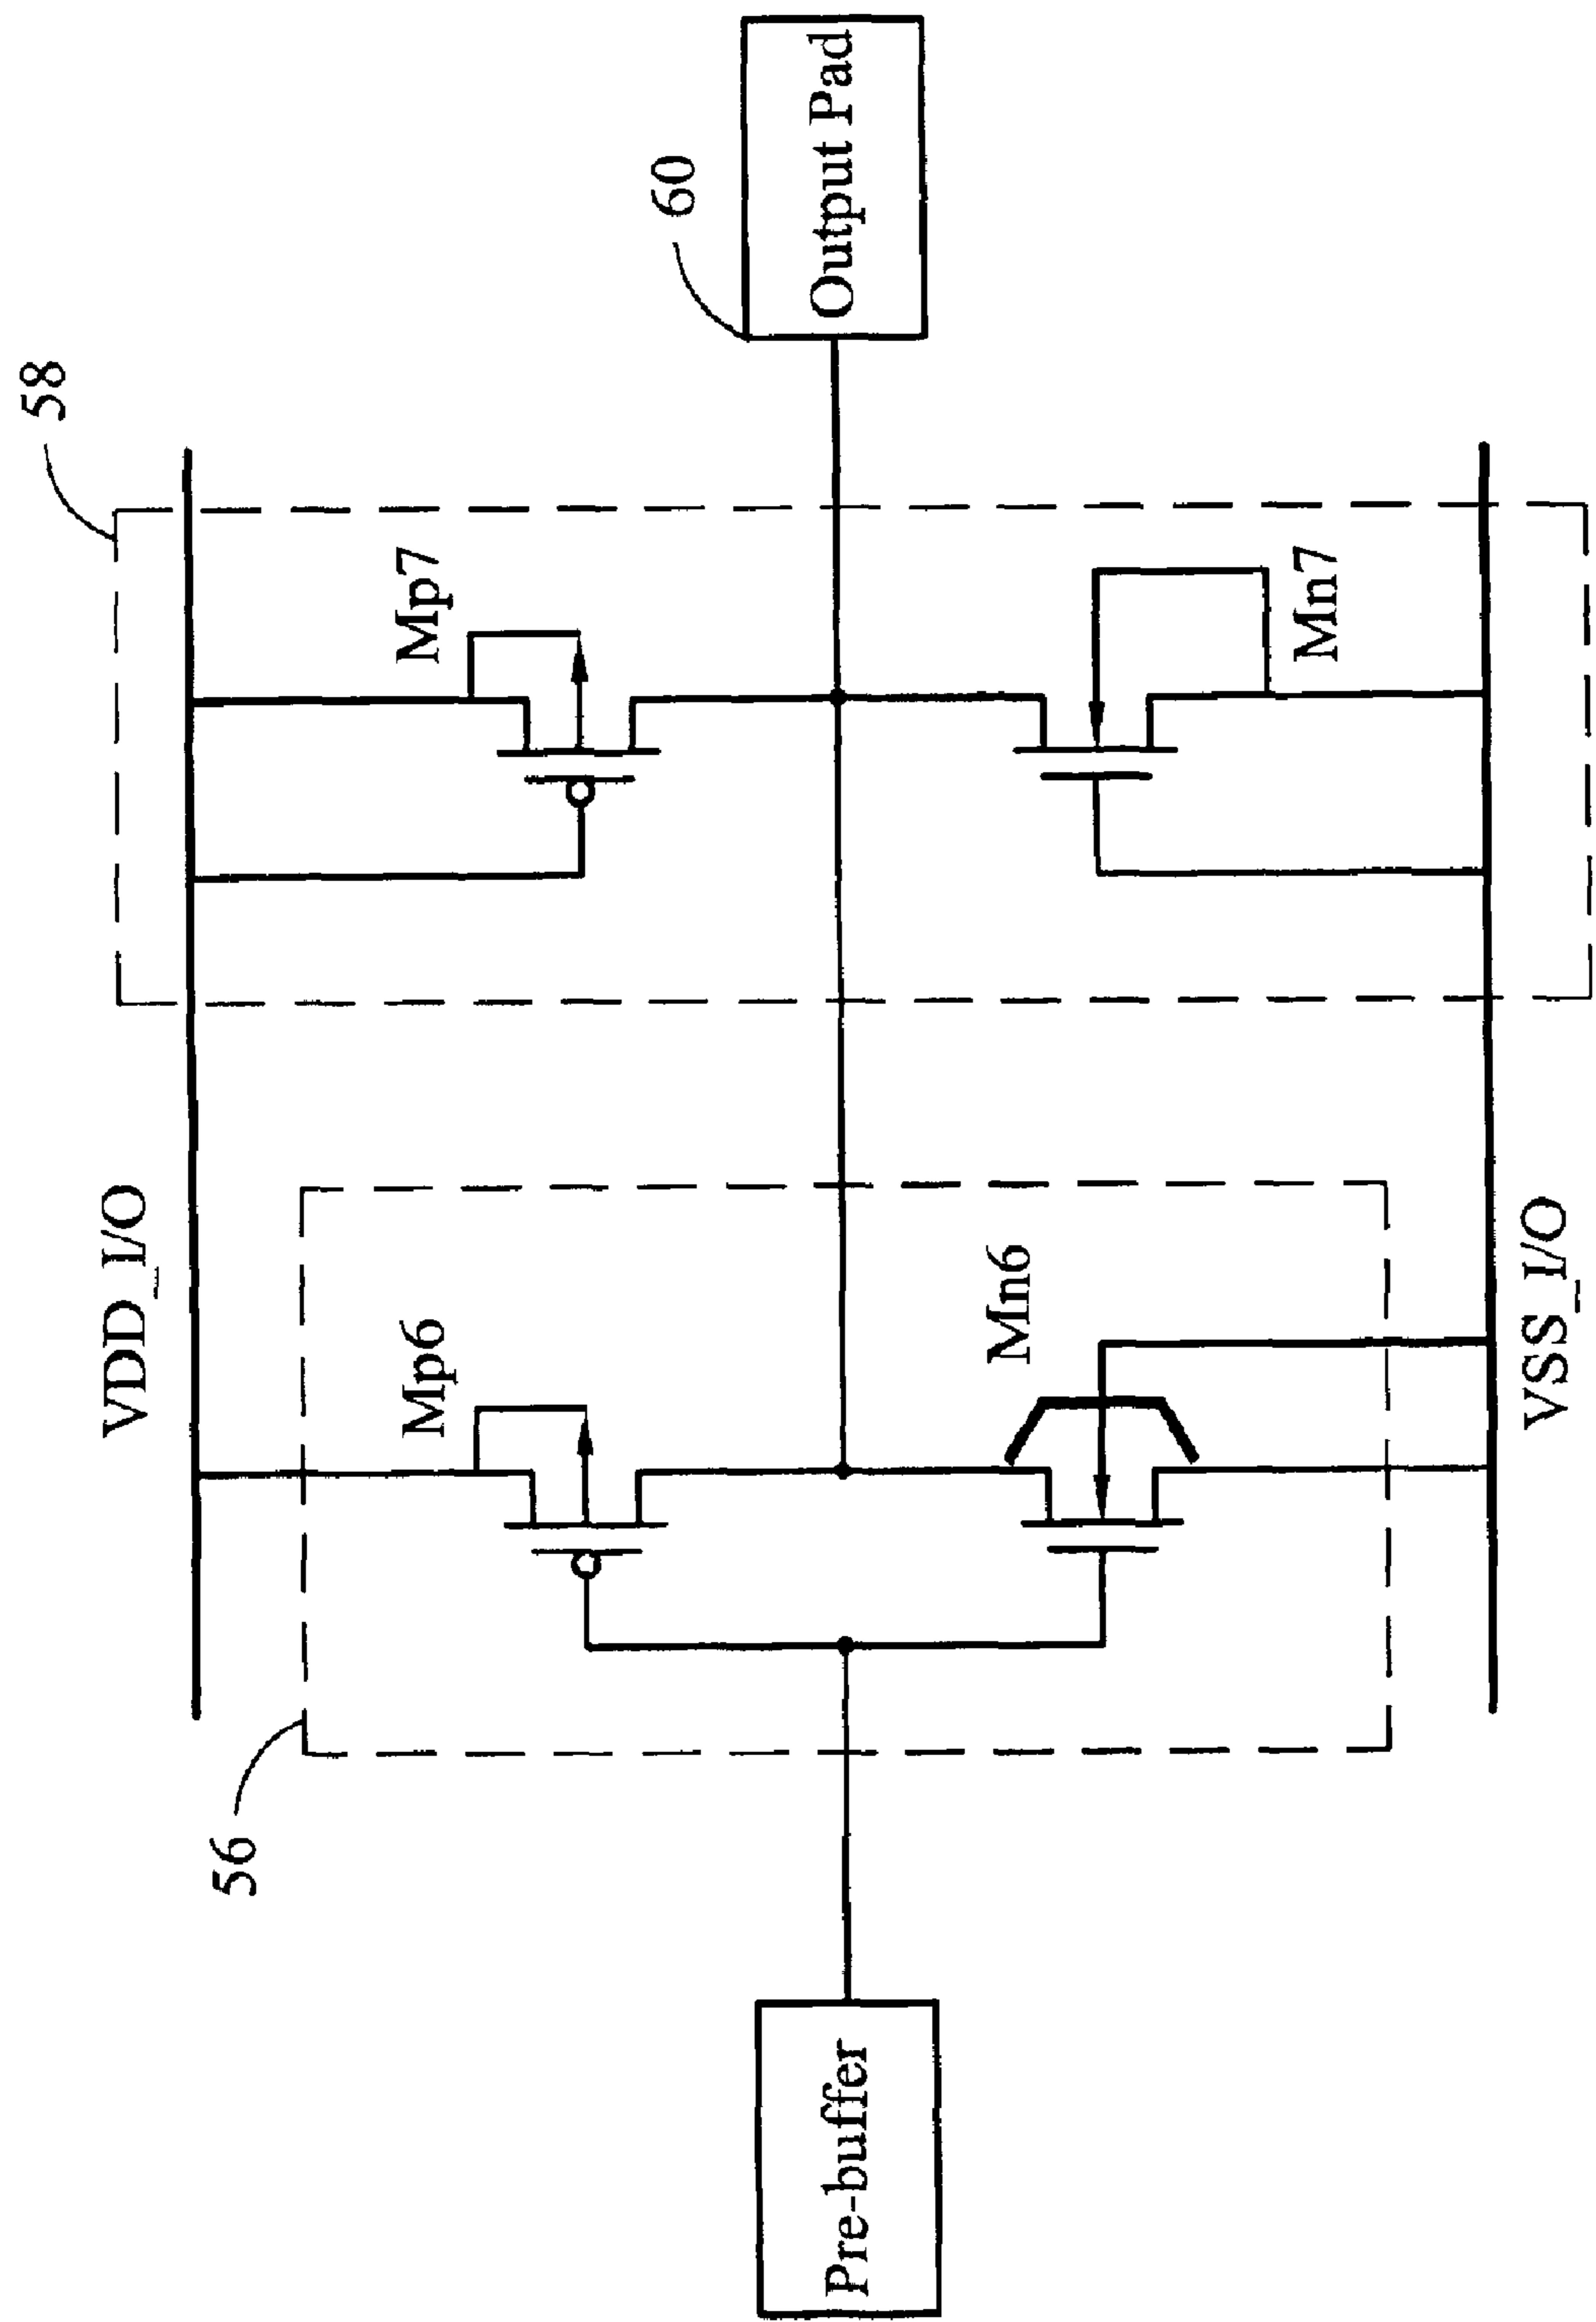 58
60
VDD_I/O
Mp6
Mp7
Pre-buffer
Output Pad
Mn6
Mn7
56
VSS_I/O